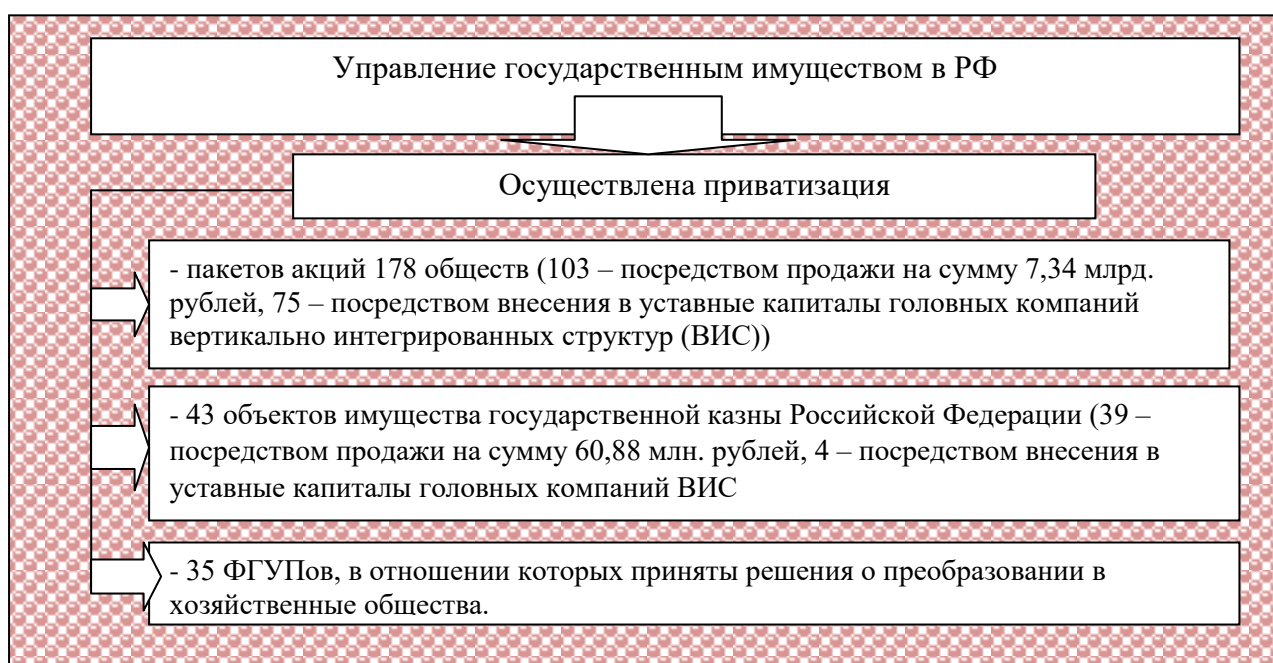 Управление государственным имуществом в РФ
Осуществлена приватизация
- пакетов акций 178 обществ (103 – посредством продажи на сумму 7,34 млрд.
рублей, 75 – посредством внесения в уставные капиталы головных компаний
вертикально интегрированных структур (ВИС))
- 43 объектов имущества государственной казны Российской Федерации (39 –
посредством продажи на сумму 60,88 млн. рублей, 4 – посредством внесения в
уставные капиталы головных компаний ВИС
- 35 ФГУПов, в отношении которых приняты решения о преобразовании в
хозяйственные общества.